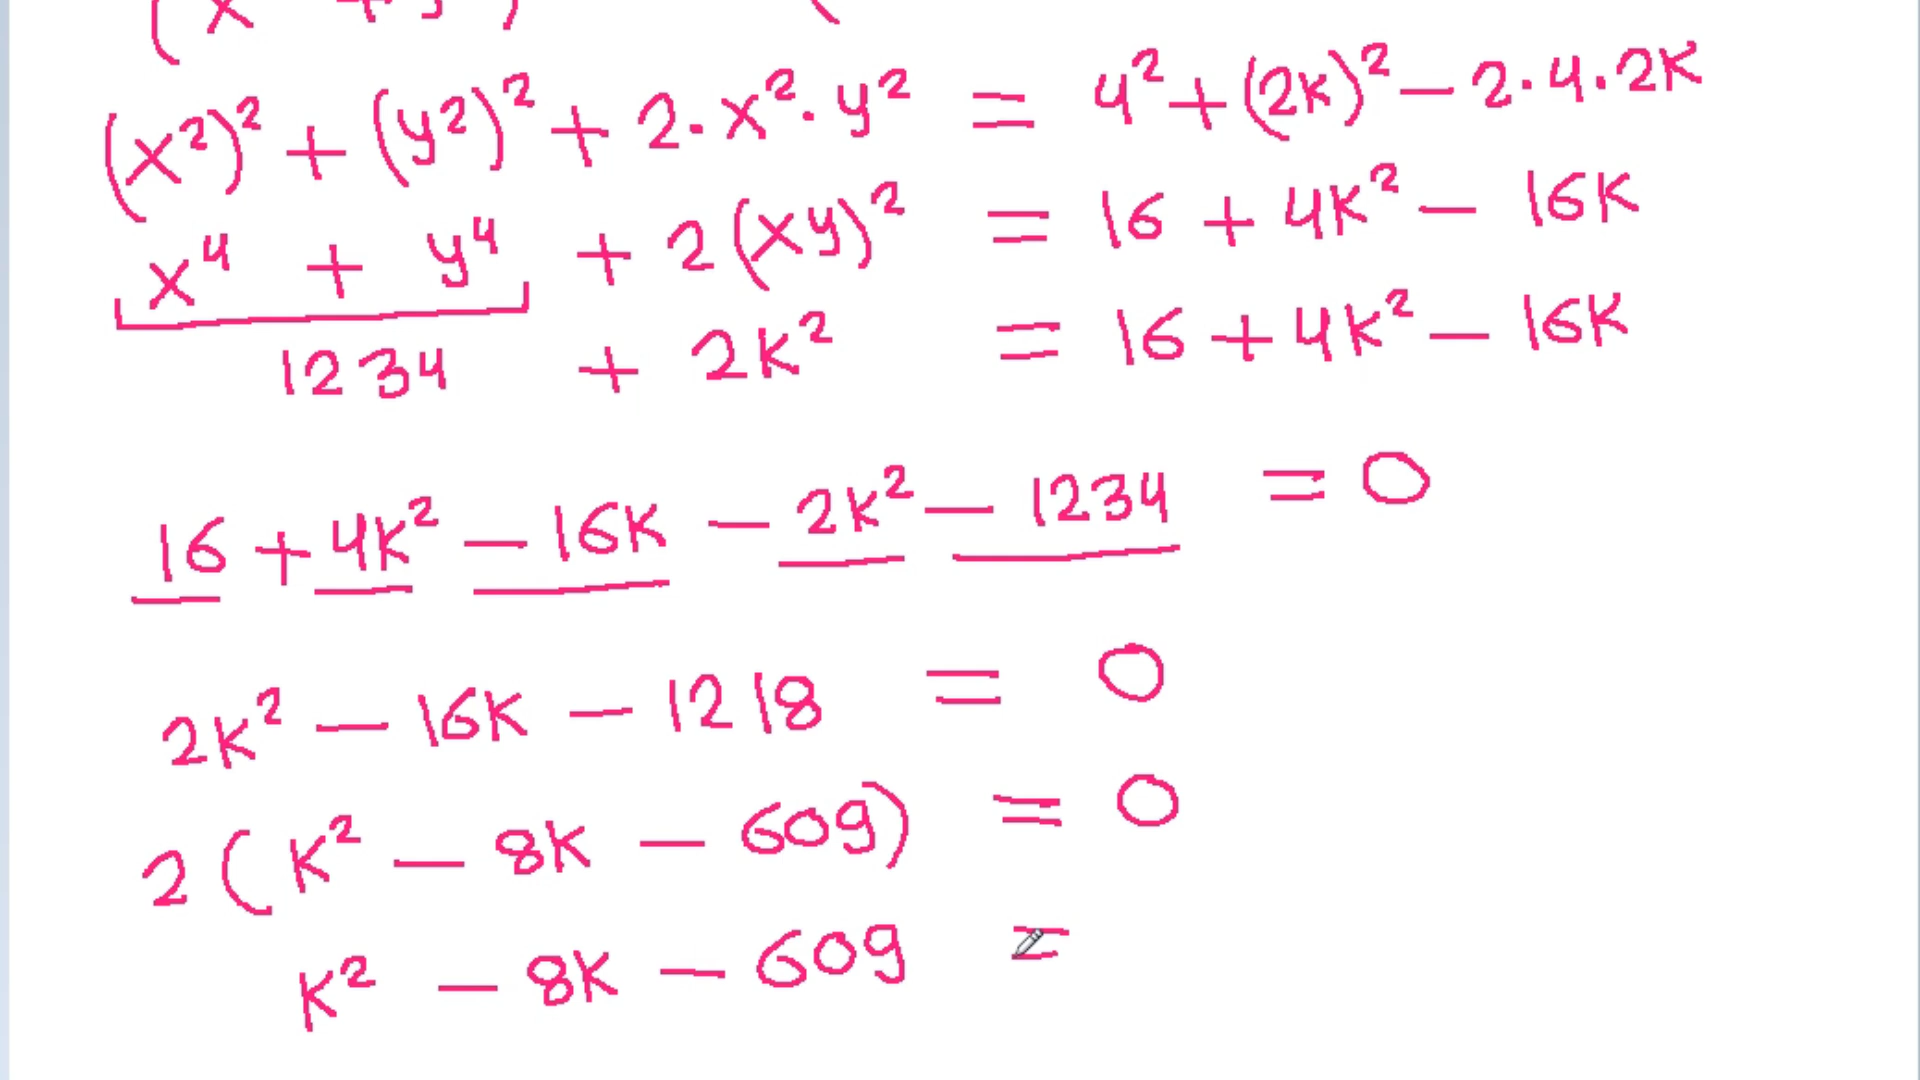 (x²)² + (y²)² + 2·x²·y² = 4² + (2k)² − 2·4·2k
x⁴ + y⁴ + 2(xy)² = 16 + 4k² − 16k
1234 + 2k² = 16 + 4k² − 16k
16 + 4k² − 16k − 2k² − 1234 = 0
2k² − 16k − 1218 = 0
2(k² − 8k − 609) = 0
k² − 8k − 609 =